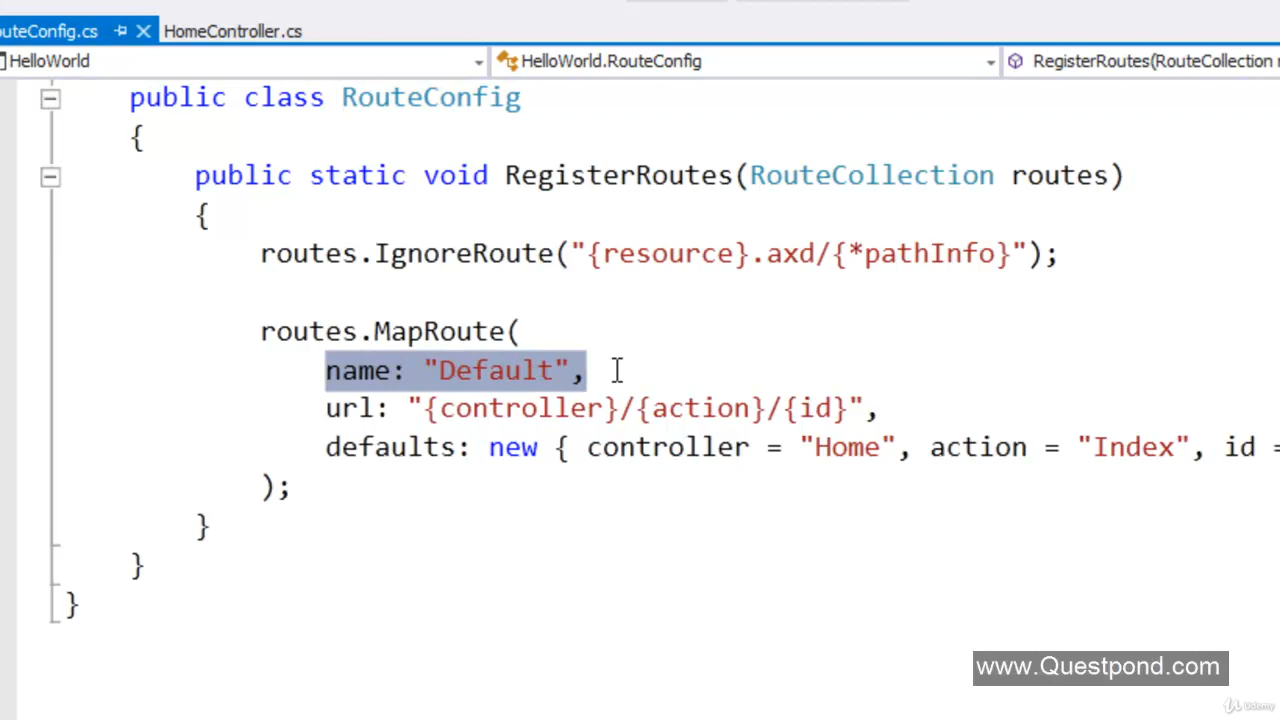 outeConfig.cs HomeController.cs
HelloWorld HelloWorld.RouteConfig RegisterRoutes(RouteCollection r
public class RouteConfig
{
public static void RegisterRoutes(RouteCollection routes)
{
routes.IgnoreRoute("{resource}.axd/{*pathInfo}");
routes.MapRoute(
name: "Default",
url: "{controller}/{action}/{id}",
defaults: new { controller = "Home", action = "Index", id =
);
}
}
}
www.Questpond.com
Udemy